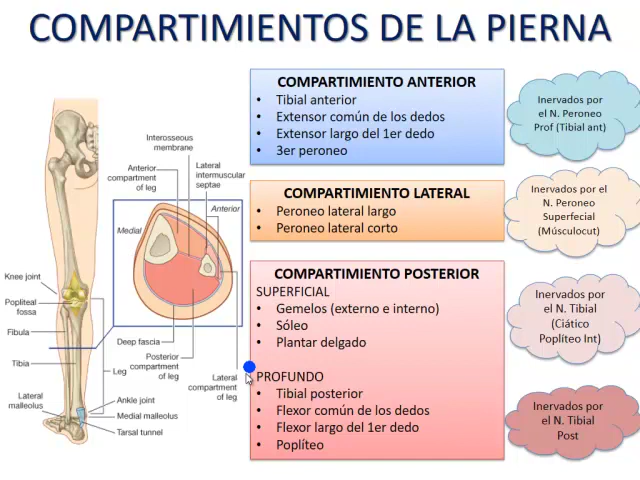 COMPARTIMIENTOS DE LA PIERNA
COMPARTIMIENTO ANTERIOR
• Tibial anterior
• Extensor común de los dedos
• Extensor largo del 1er dedo
• 3er peroneo
Inervados por
el N. Peroneo
Prof (Tibial ant)
COMPARTIMIENTO LATERAL
• Peroneo lateral largo
• Peroneo lateral corto
Inervados por el
N. Peroneo
Superfecial
(Músculocut)
COMPARTIMIENTO POSTERIOR
SUPERFICIAL
• Gemelos (externo e interno)
• Sóleo
• Plantar delgado
Inervados por
el N. Tibial
(Ciático
Poplíteo Int)
PROFUNDO
• Tibial posterior
• Flexor común de los dedos
• Flexor largo del 1er dedo
• Poplíteo
Inervados por
el N. Tibial
Post
Interosseous
membrane
Anterior
compartment
of leg
Lateral
intermuscular
septae
Anterior
Medial
Knee joint
Popliteal
fossa
Fibula
Tibia
Leg
Lateral
malleolus
Ankle joint
Medial malleolus
Tarsal tunnel
Deep fascia
Posterior
compartment
of leg
Lateral
compartment
of leg